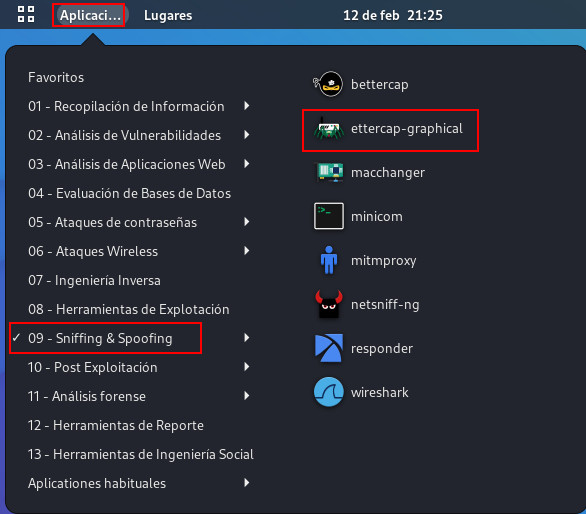 Aplicaci...
Lugares
12 de feb 21:25
Favoritos
01 - Recopilación de Información
02 - Análisis de Vulnerabilidades
03 - Análisis de Aplicaciones Web
04 - Evaluación de Bases de Datos
05 - Ataques de contraseñas
06 - Ataques Wireless
07 - Ingeniería Inversa
08 - Herramientas de Explotación
✓ 09 - Sniffing & Spoofing
10 - Post Explotación
11 - Análisis forense
12 - Herramientas de Reporte
13 - Herramientas de Ingeniería Social
Aplicationes habituales
bettercap
ettercap-graphical
macchanger
minicom
mitmproxy
netsniff-ng
responder
wireshark